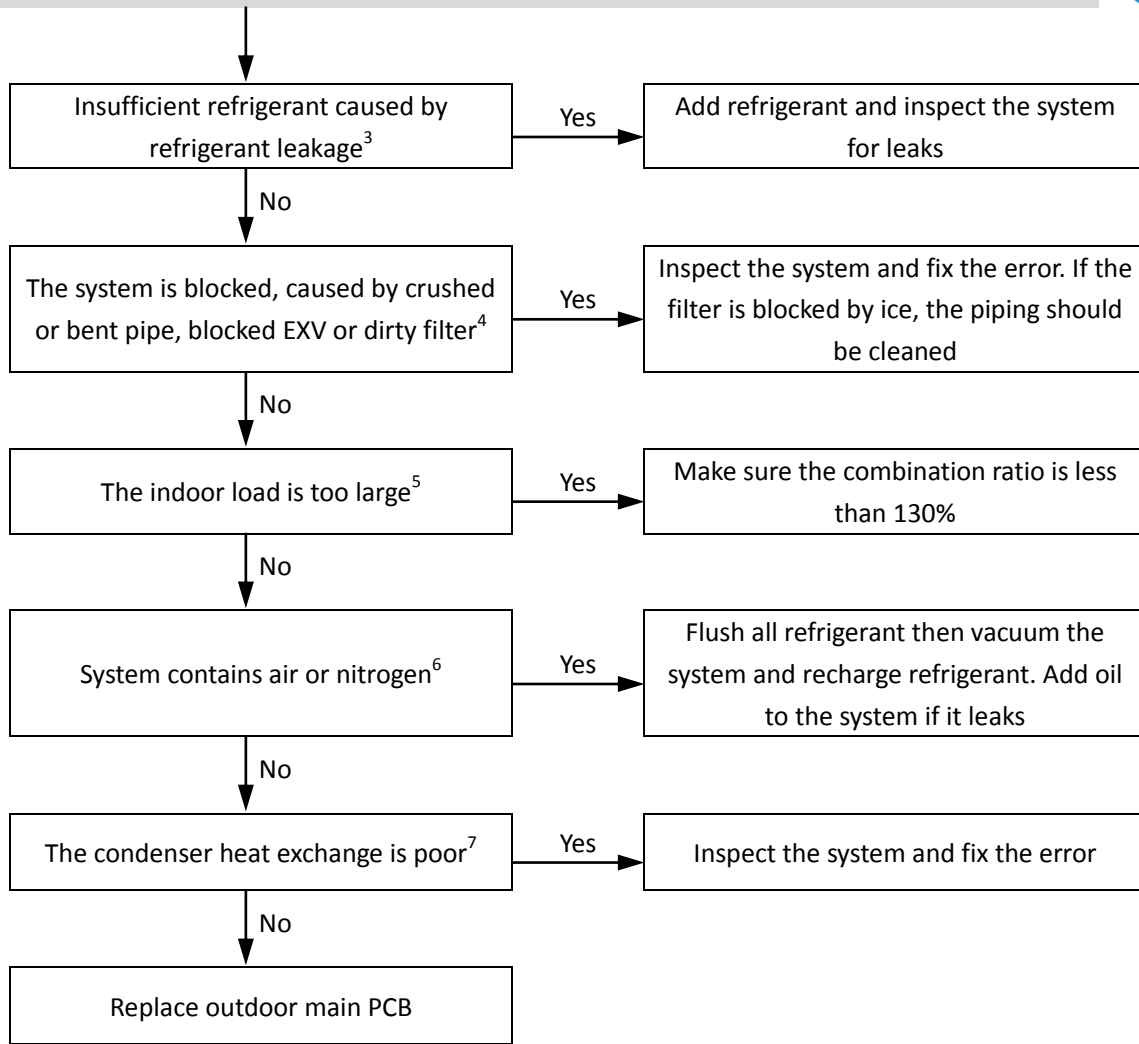 Insufficient refrigerant caused by
refrigerant leakage³
Yes
Add refrigerant and inspect the system
for leaks
No
The system is blocked, caused by crushed
or bent pipe, blocked EXV or dirty filter⁴
Yes
Inspect the system and fix the error. If the
filter is blocked by ice, the piping should
be cleaned
No
The indoor load is too large⁵
Yes
Make sure the combination ratio is less
than 130%
No
System contains air or nitrogen⁶
Yes
Flush all refrigerant then vacuum the
system and recharge refrigerant. Add oil
to the system if it leaks
No
The condenser heat exchange is poor⁷
Yes
Inspect the system and fix the error
No
Replace outdoor main PCB